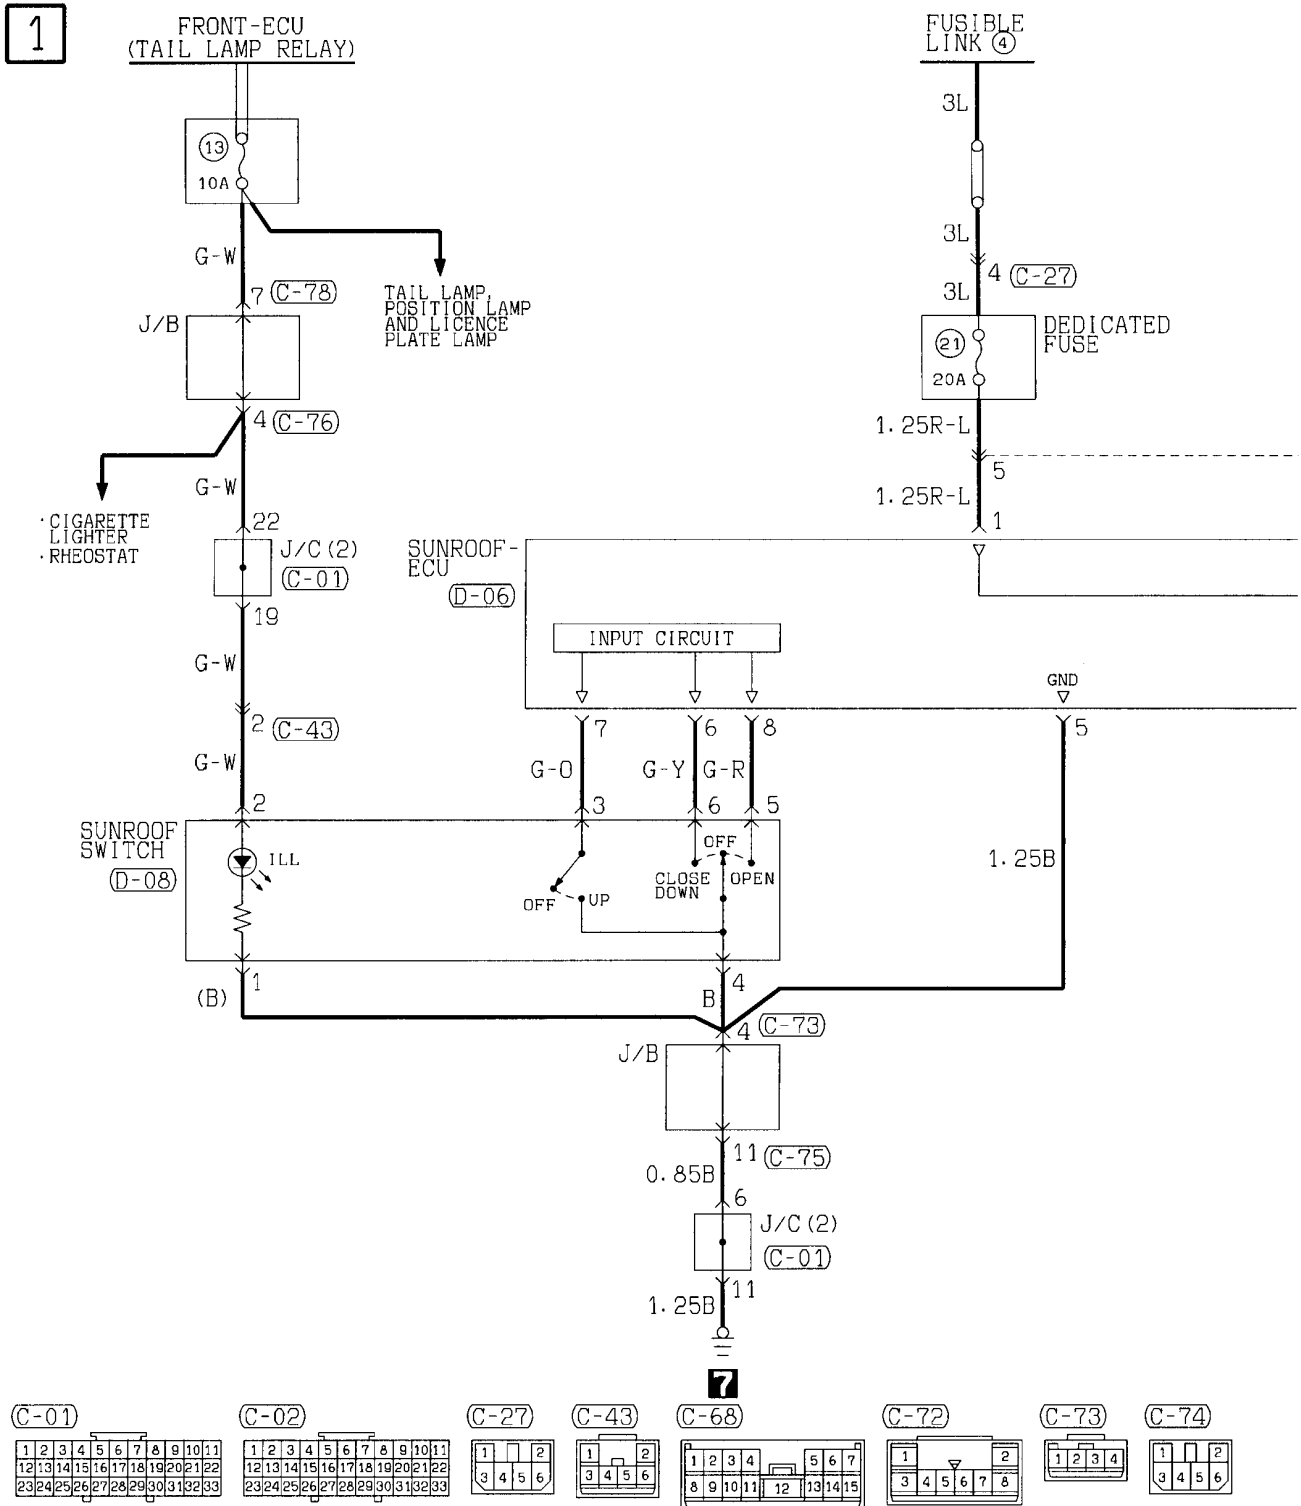 1
FRONT-ECU
(TAIL LAMP RELAY)
FUSIBLE
LINK ④
3L
13
10A
G-W
3L
7 C-78
4 C-27
3L
J/B
TAIL LAMP,
POSITION LAMP
AND LICENCE
PLATE LAMP
DEDICATED
FUSE
21
20A
4 C-76
1.25R-L
5
G-W
1.25R-L
22
1
·CIGARETTE
LIGHTER
·RHEOSTAT
J/C(2)
C-01
SUNROOF-
ECU
D-06
19
INPUT CIRCUIT
G-W
GND
2 C-43
7
6
8
5
G-W
G-O
G-Y
G-R
2
3
6
5
SUNROOF
SWITCH
D-08
ILL
OFF
CLOSE
DOWN
OPEN
OFF
UP
1.25B
1
(B)
4
B
4 C-73
J/B
11 C-75
0.85B
6
J/C(2)
C-01
11
1.25B
7
C-01
C-02
C-27
C-43
C-68
C-72
C-73
C-74
1 2 3 4 5 6 7 8 9 10 11
12 13 14 15 16 17 18 19 20 21 22
23 24 25 26 27 28 29 30 31 32 33
1 2 3 4 5 6 7 8 9 10 11
12 13 14 15 16 17 18 19 20 21 22
23 24 25 26 27 28 29 30 31 32 33
1 2
3 4 5 6
1 2
3 4 5 6
1 2 3 4 5 6 7
8 9 10 11 12 13 14 15
1 2
3 4 5 6 7 8
1 2 3 4
1 2
3 4 5 6